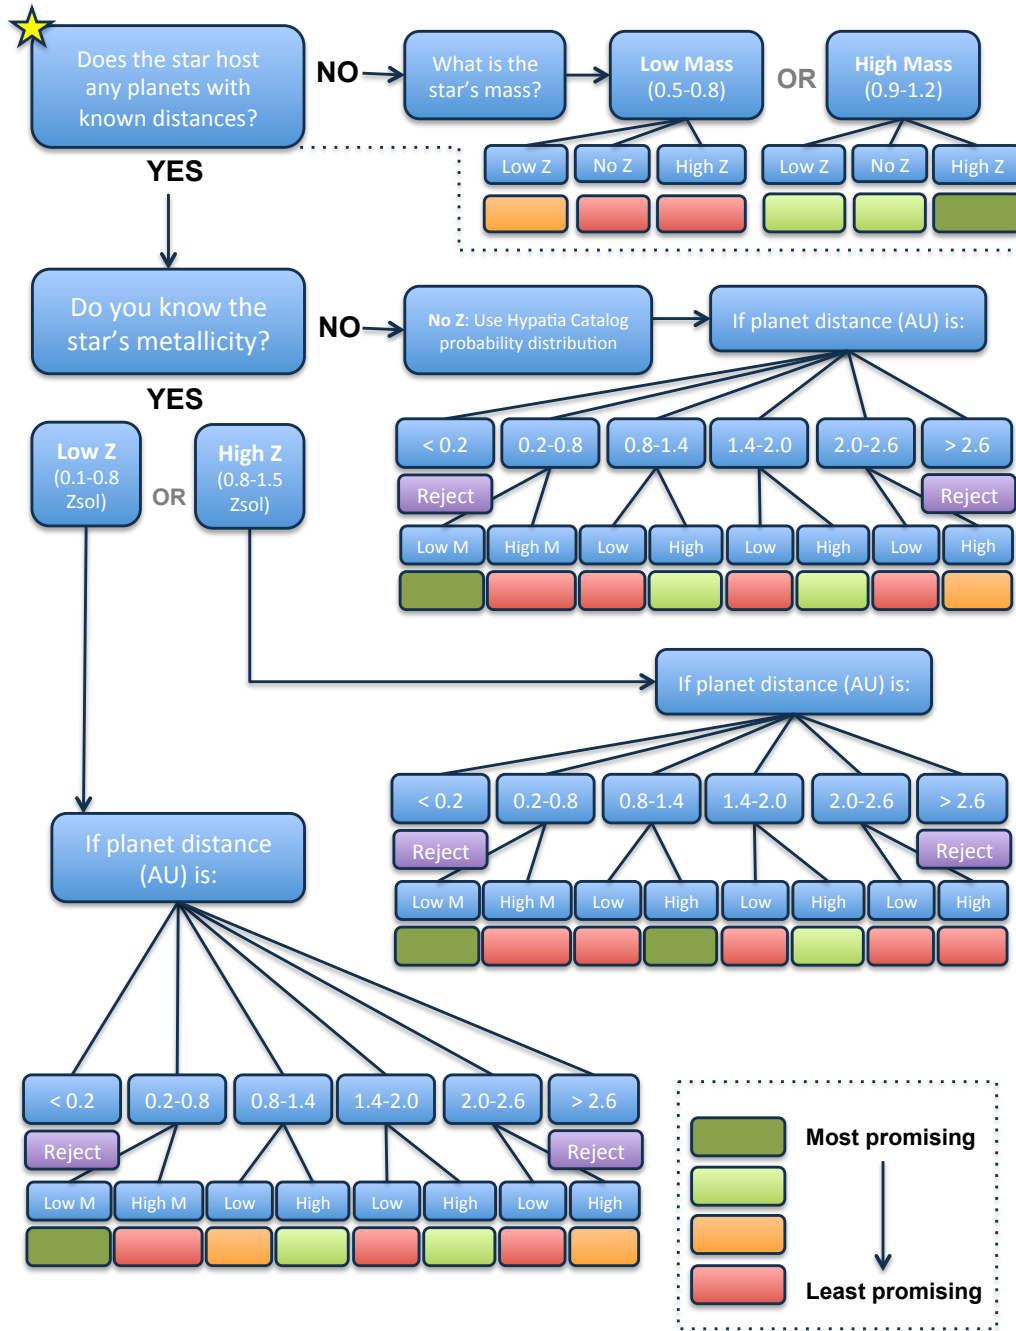 Does the star host
any planets with
known distances?
NO
What is the
star's mass?
Low Mass
(0.5-0.8)
OR
High Mass
(0.9-1.2)
Low Z
No Z
High Z
Low Z
No Z
High Z
YES
Do you know the
star's metallicity?
NO
No Z: Use Hypatia Catalog
probability distribution
If planet distance (AU) is:
< 0.2
0.2-0.8
0.8-1.4
1.4-2.0
2.0-2.6
> 2.6
Reject
Reject
Low M
High M
Low
High
Low
High
Low
High
YES
Low Z
(0.1-0.8
Zsol)
OR
High Z
(0.8-1.5
Zsol)
If planet distance (AU) is:
< 0.2
0.2-0.8
0.8-1.4
1.4-2.0
2.0-2.6
> 2.6
Reject
Reject
Low M
High M
Low
High
Low
High
Low
High
If planet distance
(AU) is:
< 0.2
0.2-0.8
0.8-1.4
1.4-2.0
2.0-2.6
> 2.6
Reject
Reject
Low M
High M
Low
High
Low
High
Low
High
Most promising
Least promising